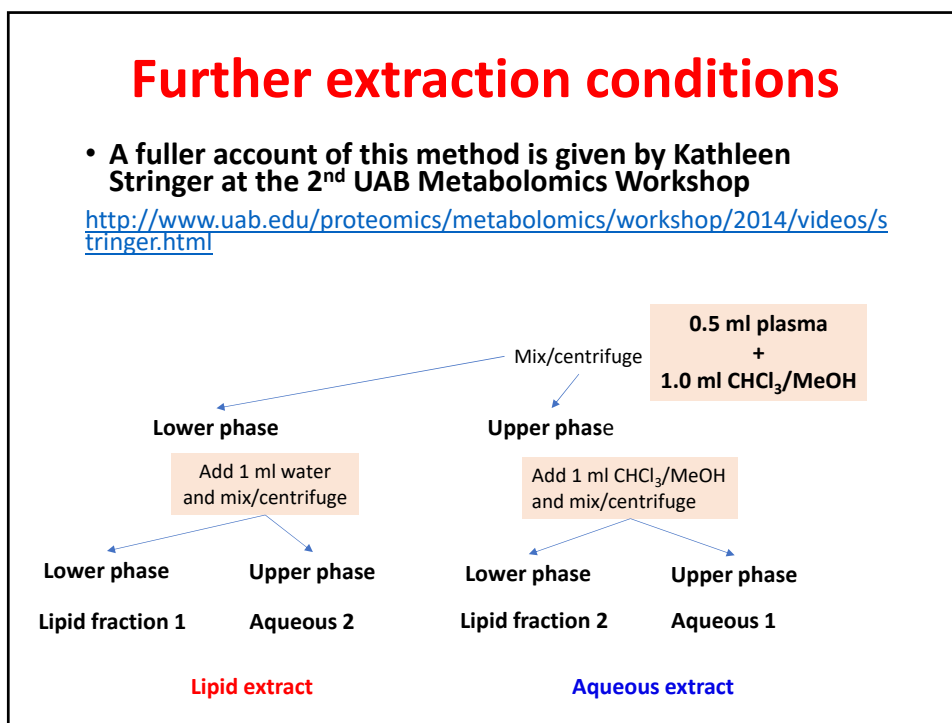 Further extraction conditions
• A fuller account of this method is given by Kathleen
Stringer at the 2nd UAB Metabolomics Workshop
http://www.uab.edu/proteomics/metabolomics/workshop/2014/videos/s
tringer.html
0.5 ml plasma
+
1.0 ml CHCl₃/MeOH
Mix/centrifuge
Lower phase
Upper phase
Add 1 ml water
and mix/centrifuge
Add 1 ml CHCl₃/MeOH
and mix/centrifuge
Lower phase
Upper phase
Lower phase
Upper phase
Lipid fraction 1
Aqueous 2
Lipid fraction 2
Aqueous 1
Lipid extract
Aqueous extract